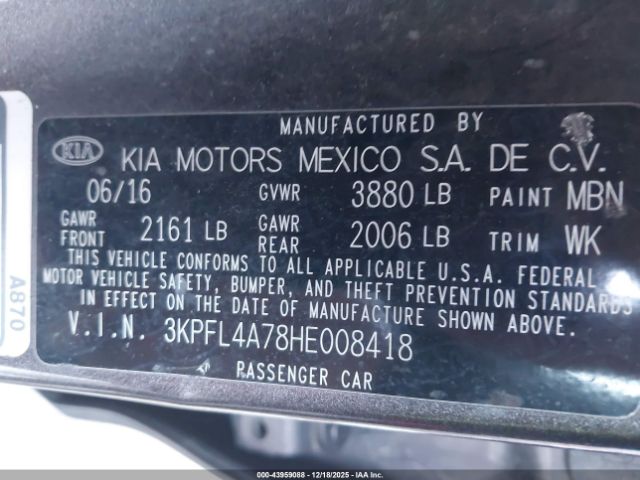 MANUFACTURED BY
KIA KIA MOTORS MEXICO S.A. DE C.V.
06/16 GVWR 3880 LB PAINT MBN
GAWR FRONT 2161 LB GAWR REAR 2006 LB TRIM WK
THIS VEHICLE CONFORMS TO ALL APPLICABLE U.S.A. FEDERAL
MOTOR VEHICLE SAFETY, BUMPER, AND THEFT PREVENTION STANDARDS
IN EFFECT ON THE DATE OF MANUFACTURE SHOWN ABOVE.
V.I.N. 3KPFL4A78HE008418
PASSENGER CAR
A870
000-43959088 - 12/18/2025 - IAA Inc.